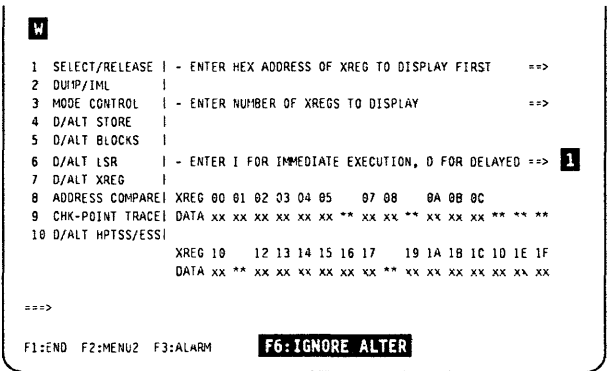 W
1 SELECT/RELEASE | - ENTER HEX ADDRESS OF XREG TO DISPLAY FIRST ==>
2 DUMP/IML |
3 MODE CONTROL | - ENTER NUMBER OF XREGS TO DISPLAY ==>
4 D/ALT STORE |
5 D/ALT BLOCKS |
6 D/ALT LSR | - ENTER I FOR IMMEDIATE EXECUTION, D FOR DELAYED ==> 1
7 D/ALT XREG |
8 ADDRESS COMPARE| XREG 00 01 02 03 04 05 07 08 0A 0B 0C
9 CHK-POINT TRACE| DATA xx xx xx xx xx xx ** xx xx ** xx xx xx ** ** **
10 D/ALT HPTSS/ESS|
XREG 10 12 13 14 15 16 17 19 1A 1B 1C 1D 1E 1F
DATA xx ** xx xx xx xx xx xx ** xx xx xx xx xx xx xx
===>
F1:END F2:MENU2 F3:ALARM F6:IGNORE ALTER